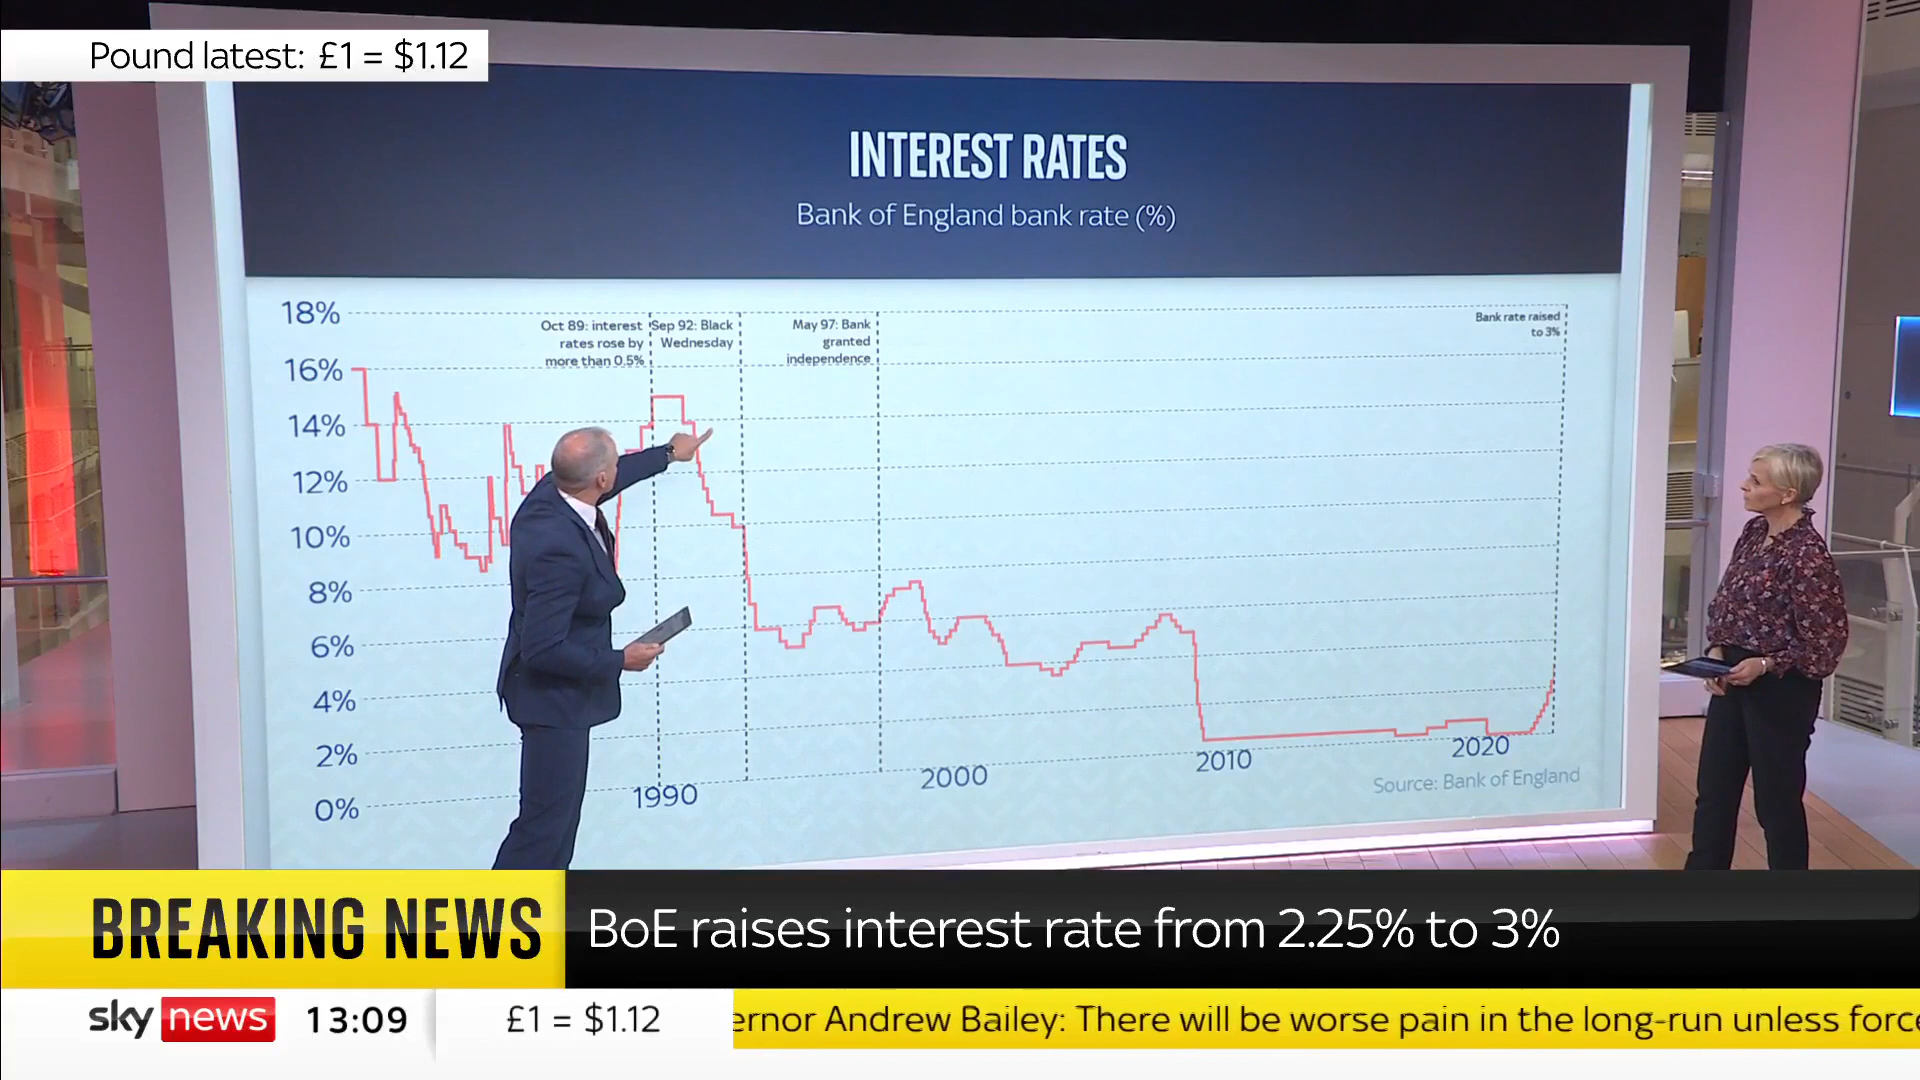 Pound latest: £1 = $1.12
INTEREST RATES
Bank of England bank rate (%)
18%
16%
14%
12%
10%
8%
6%
4%
2%
0%
Oct 89: interest
rates rose by
more than 0.5%
Sep 92: Black
Wednesday
May 97: Bank
granted
independence
Bank rate raised
to 3%
1990
2000
2010
2020
Source: Bank of England
BREAKING NEWS
BoE raises interest rate from 2.25% to 3%
sky news 13:09 £1 = $1.12 ernor Andrew Bailey: There will be worse pain in the long-run unless force